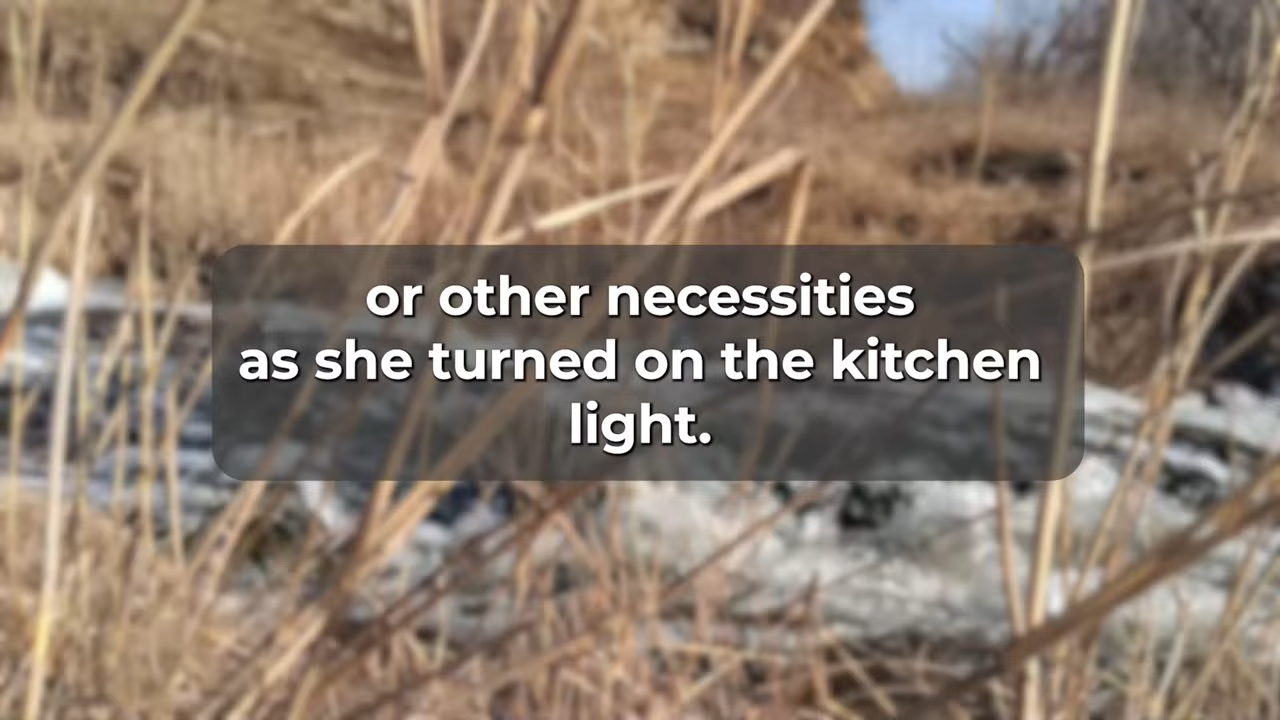 or other necessities
as she turned on the kitchen
light.